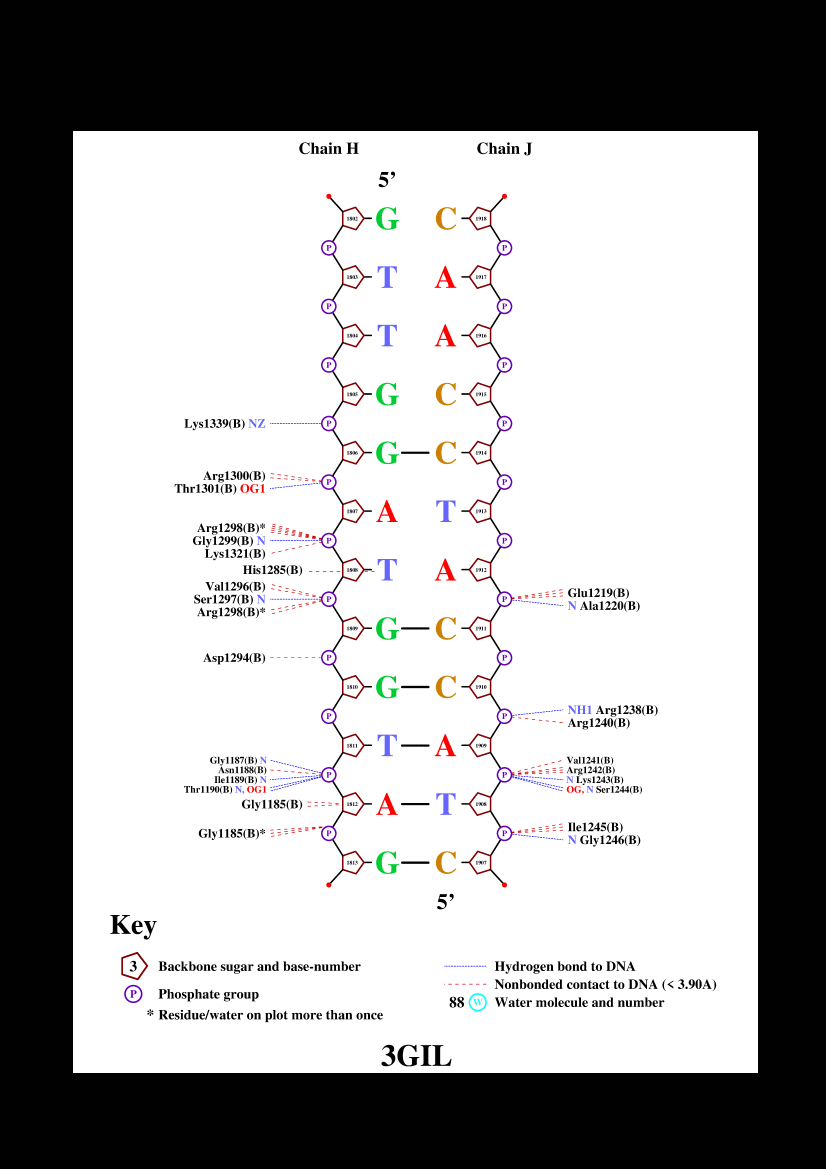 Chain H Chain J
5’
1802 G C 1918
P P
1803 T A 1917
P P
1804 T A 1916
P P
1805 G C 1915
Lys1339(B) NZ P P
1806 G C 1914
Arg1300(B)
P P
Thr1301(B) OG1
1807 A T 1913
Arg1298(B)*
Gly1299(B) N P P
Lys1321(B)
His1285(B) 1808 T A 1912
Val1296(B) Glu1219(B)
Ser1297(B) N P P
N Ala1220(B)
Arg1298(B)*
1809 G C 1911
Asp1294(B) P P
1810 G C 1910
NH1 Arg1238(B)
P P
Arg1240(B)
1811 T A 1909
Gly1187(B) N Val1241(B)
Asn1188(B) Arg1242(B)
P P
Ile1189(B) N N Lys1243(B)
Thr1190(B) N, OG1 OG, N Ser1244(B)
Gly1185(B) 1812 A T 1908
Ile1245(B)
Gly1185(B)* P P
N Gly1246(B)
1813 G C 1907
5’
Key
3 Backbone sugar and base-number
P Phosphate group
* Residue/water on plot more than once
Hydrogen bond to DNA
Nonbonded contact to DNA (< 3.90A)
88 W Water molecule and number
3GIL